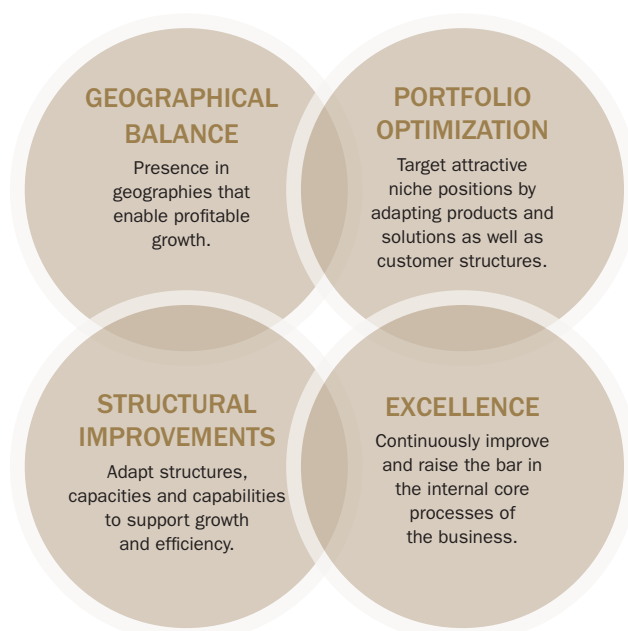 GEOGRAPHICAL
BALANCE
Presence in
geographies that
enable profitable
growth.
PORTFOLIO
OPTIMIZATION
Target attractive
niche positions by
adapting products and
solutions as well as
customer structures.
STRUCTURAL
IMPROVEMENTS
Adapt structures,
capacities and capabilities
to support growth
and efficiency.
EXCELLENCE
Continuously improve
and raise the bar in
the internal core
processes of
the business.